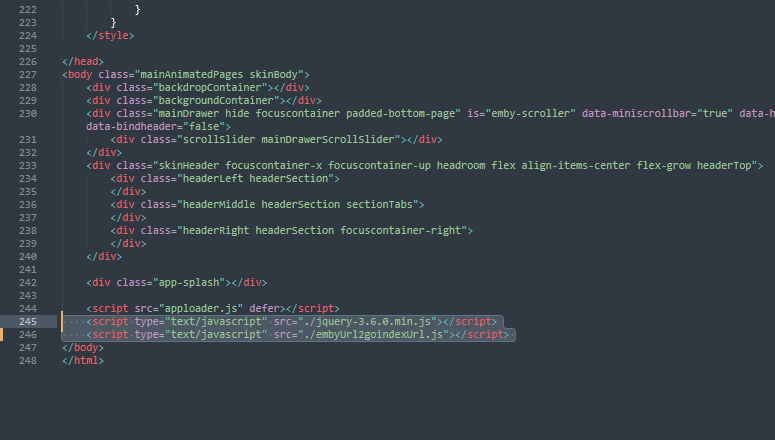 222 }
223 }
224 </style>
225
226 </head>
227 <body class="mainAnimatedPages skinBody">
228 <div class="backdropContainer"></div>
229 <div class="backgroundContainer"></div>
230 <div class="mainDrawer hide focuscontainer padded-bottom-page" is="emby-scroller" data-miniscrollbar="true" data-h
data-bindheader="false">
231 <div class="scrollSlider mainDrawerScrollSlider"></div>
232 </div>
233 <div class="skinHeader focuscontainer-x focuscontainer-up headroom flex align-items-center flex-grow headerTop">
234 <div class="headerLeft headerSection">
235 </div>
236 <div class="headerMiddle headerSection sectionTabs">
237 </div>
238 <div class="headerRight headerSection focuscontainer-right">
239 </div>
240 </div>
241
242 <div class="app-splash"></div>
243
244 <script src="apploader.js" defer></script>
245 <script type="text/javascript" src="./jquery-3.6.0.min.js"></script>
246 <script type="text/javascript" src="./embyUrl2goindexUrl.js"></script>
247 </body>
248 </html>